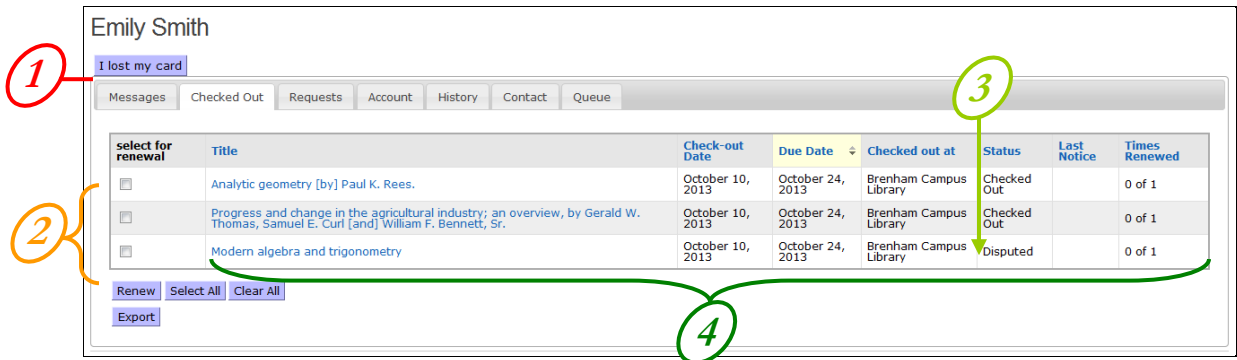 Emily Smith
I lost my card
1
Messages Checked Out Requests Account History Contact Queue
3
select for renewal Title Check-out Date Due Date Checked out at Status Last Notice Times Renewed
Analytic geometry [by] Paul K. Rees. October 10, 2013 October 24, 2013 Brenham Campus Library Checked Out 0 of 1
2
Progress and change in the agricultural industry; an overview, by Gerald W. Thomas, Samuel E. Curl [and] William F. Bennett, Sr. October 10, 2013 October 24, 2013 Brenham Campus Library Checked Out 0 of 1
Modern algebra and trigonometry October 10, 2013 October 24, 2013 Brenham Campus Library Disputed 0 of 1
Renew Select All Clear All
Export
4